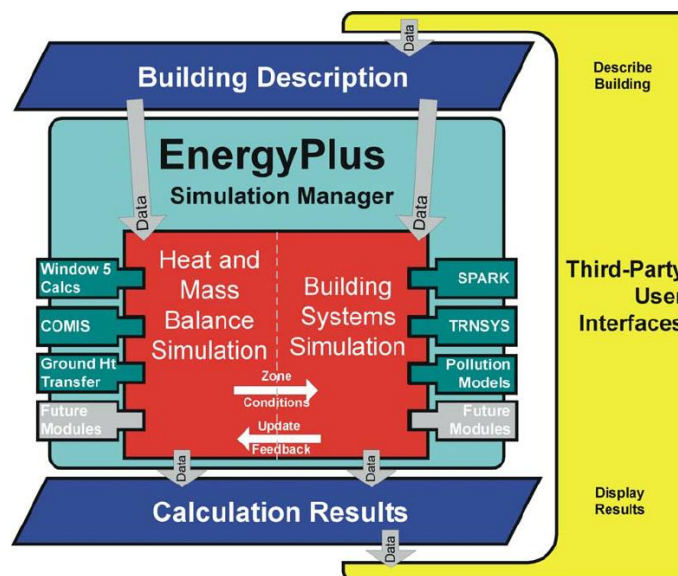 Data
Building Description
Describe
Building
EnergyPlus
Simulation Manager
Data
Data
Window 5
Calcs
COMIS
Ground Ht
Transfer
Future
Modules
Heat and
Mass
Balance
Simulation
Building
Systems
Simulation
Zone
Conditions
Update
Feedback
SPARK
TRNSYS
Pollution
Models
Future
Modules
Third-Party
User
Interfaces
Data
Data
Calculation Results
Display
Results
Data